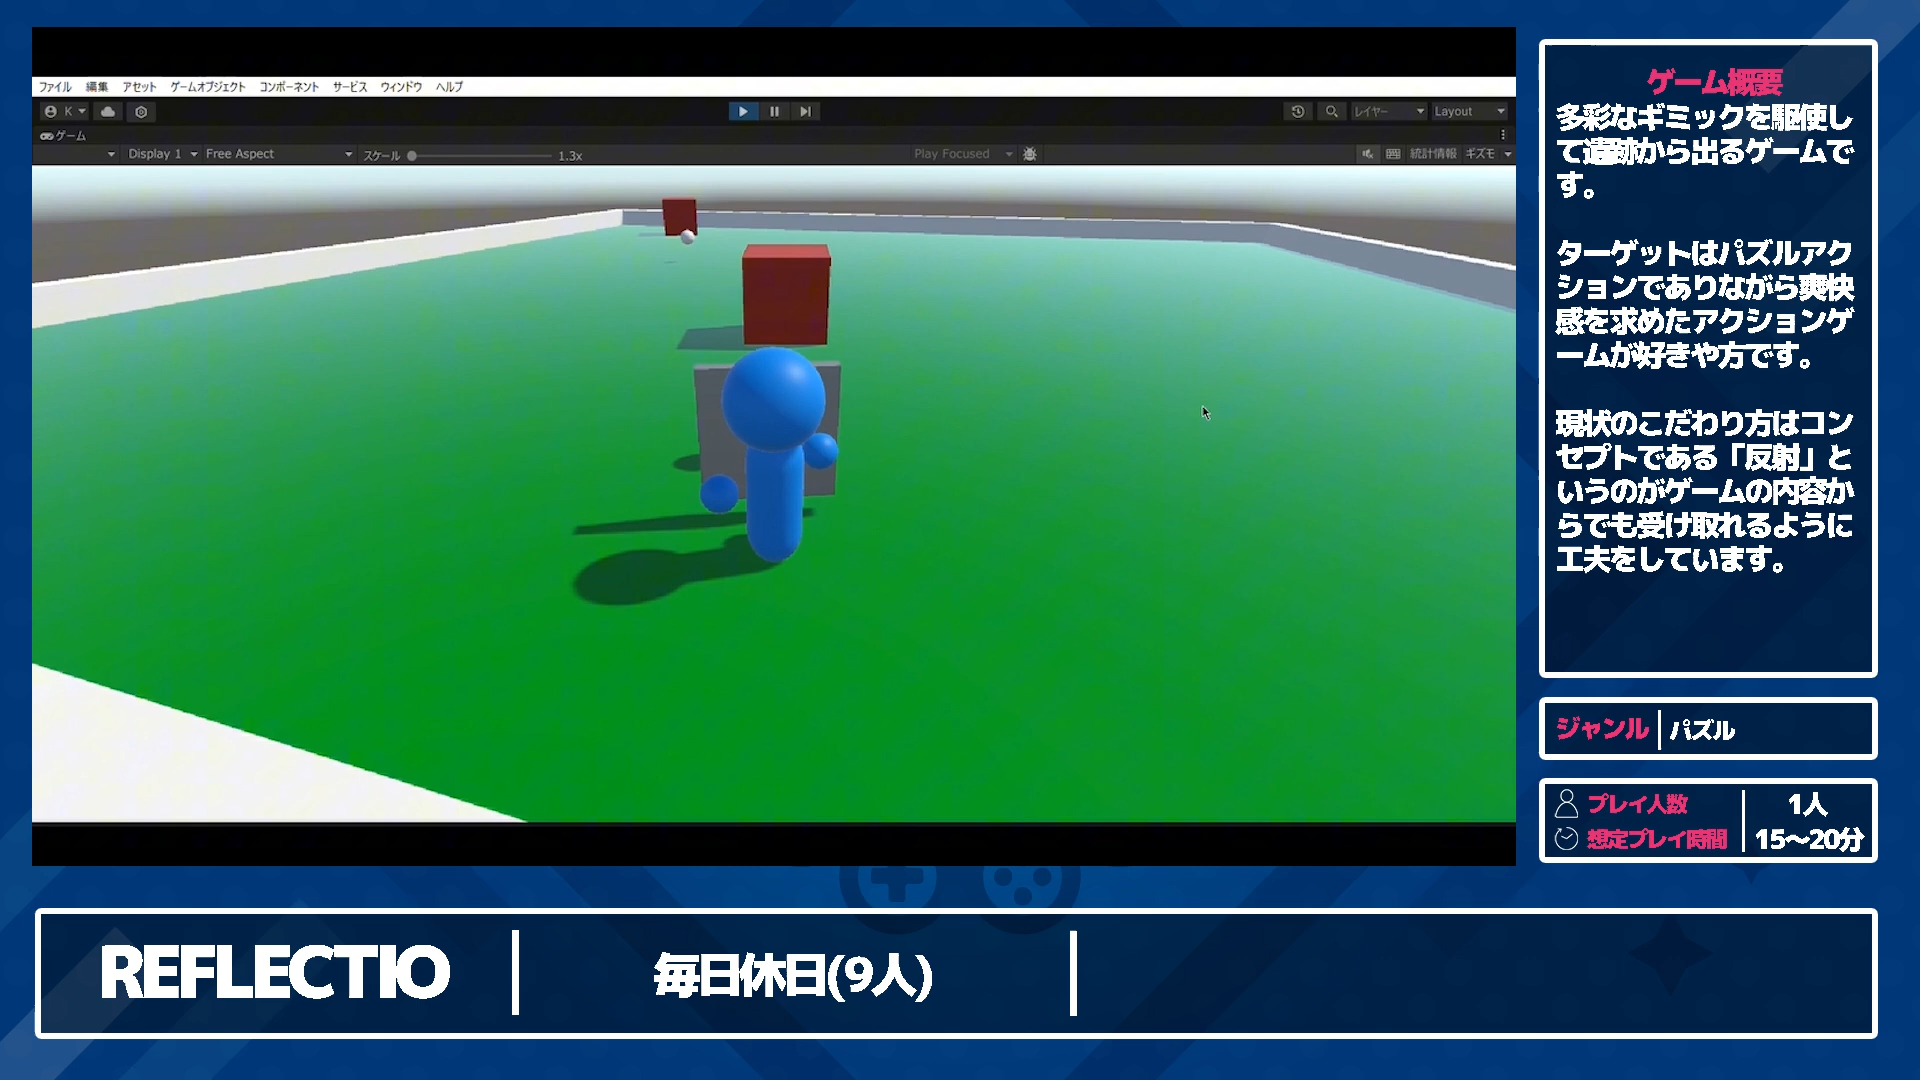 ファイル 編集 アセット ゲームオブジェクト コンポーネント サービス ウィンドウ ヘルプ
K レイヤー Layout
ゲーム
Display 1 Free Aspect スケール 1.3x Play Focused 統計情報 ギズモ
ゲーム概要
多彩なギミックを駆使し
て遺跡から出るゲームで
す。
ターゲットはパズルアク
ションでありながら爽快
感を求めたアクションゲ
ームが好きや方です。
現状のこだわり方はコン
セプトである「反射」と
いうのがゲームの内容か
らでも受け取れるように
工夫をしています。
ジャンル パズル
プレイ人数 1人
想定プレイ時間 15～20分
REFLECTIO 毎日休日(9人)